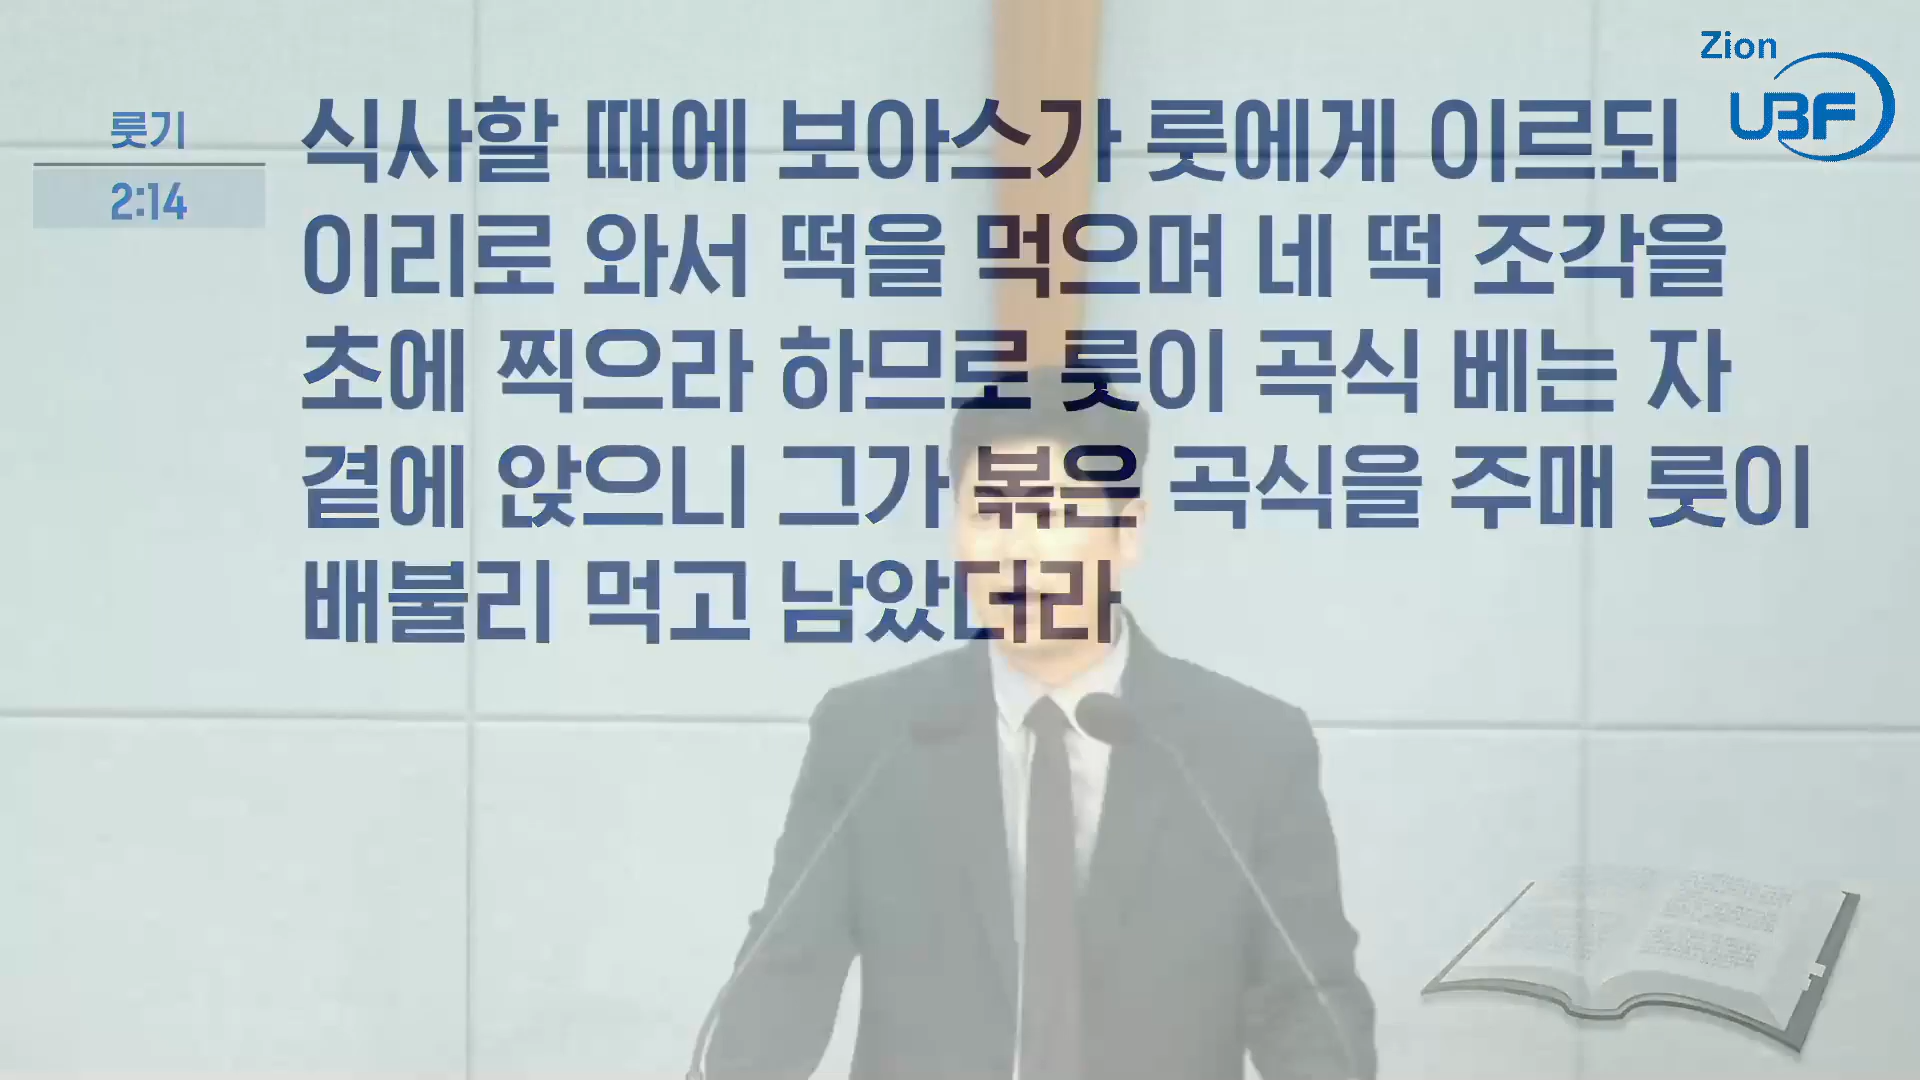 Zion
UBF
룻기
2:14
식사할 때에 보아스가 룻에게 이르되
이리로 와서 떡을 먹으며 네 떡 조각을
초에 찍으라 하므로 룻이 곡식 베는 자
곁에 앉으니 그가 볶은 곡식을 주매 룻이
배불리 먹고 남았더라